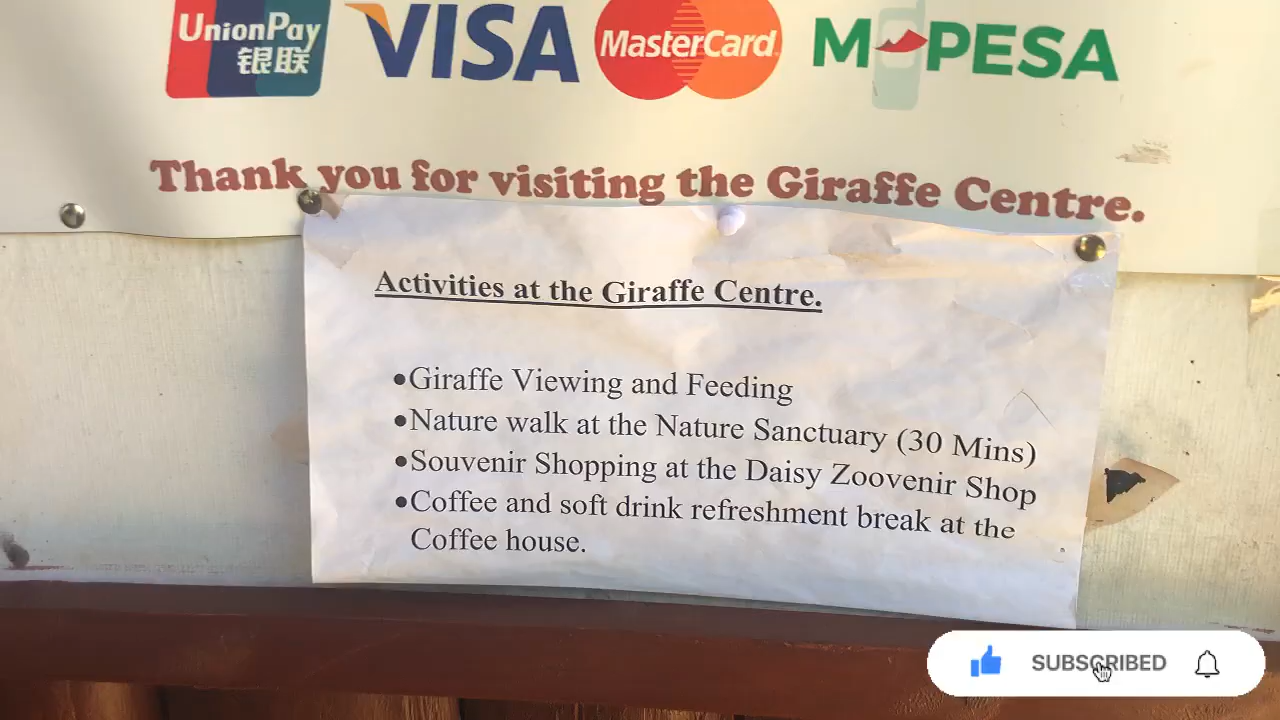 UnionPay
银联
VISA
MasterCard
M-PESA
Thank you for visiting the Giraffe Centre.
Activities at the Giraffe Centre.
•Giraffe Viewing and Feeding
•Nature walk at the Nature Sanctuary (30 Mins)
•Souvenir Shopping at the Daisy Zoovenir Shop
•Coffee and soft drink refreshment break at the
Coffee house.
SUBSCRIBED